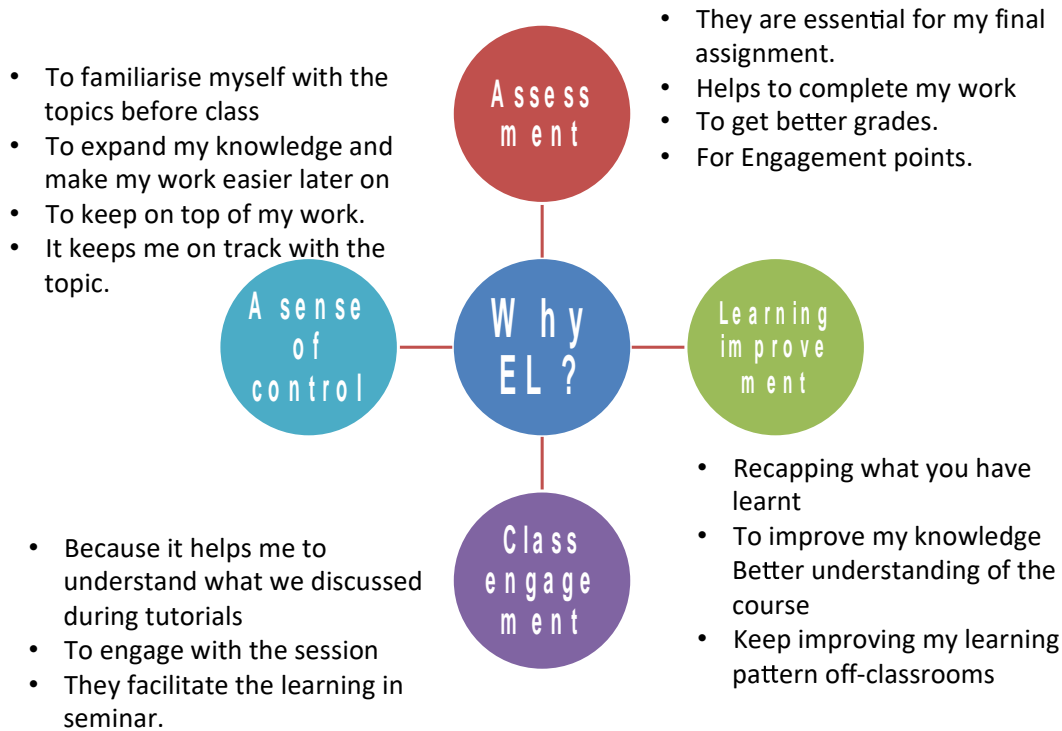 • They are essential for my final
assignment.
• Helps to complete my work
• To get better grades.
• For Engagement points.
• To familiarise myself with the
topics before class
• To expand my knowledge and
make my work easier later on
• To keep on top of my work.
• It keeps me on track with the
topic.
Assess
ment
A sense
of
control
Why
EL?
Learning
improve
ment
Class
engage
ment
• Recapping what you have
learnt
• To improve my knowledge
Better understanding of the
course
• Keep improving my learning
pattern off-classrooms
• Because it helps me to
understand what we discussed
during tutorials
• To engage with the session
• They facilitate the learning in
seminar.